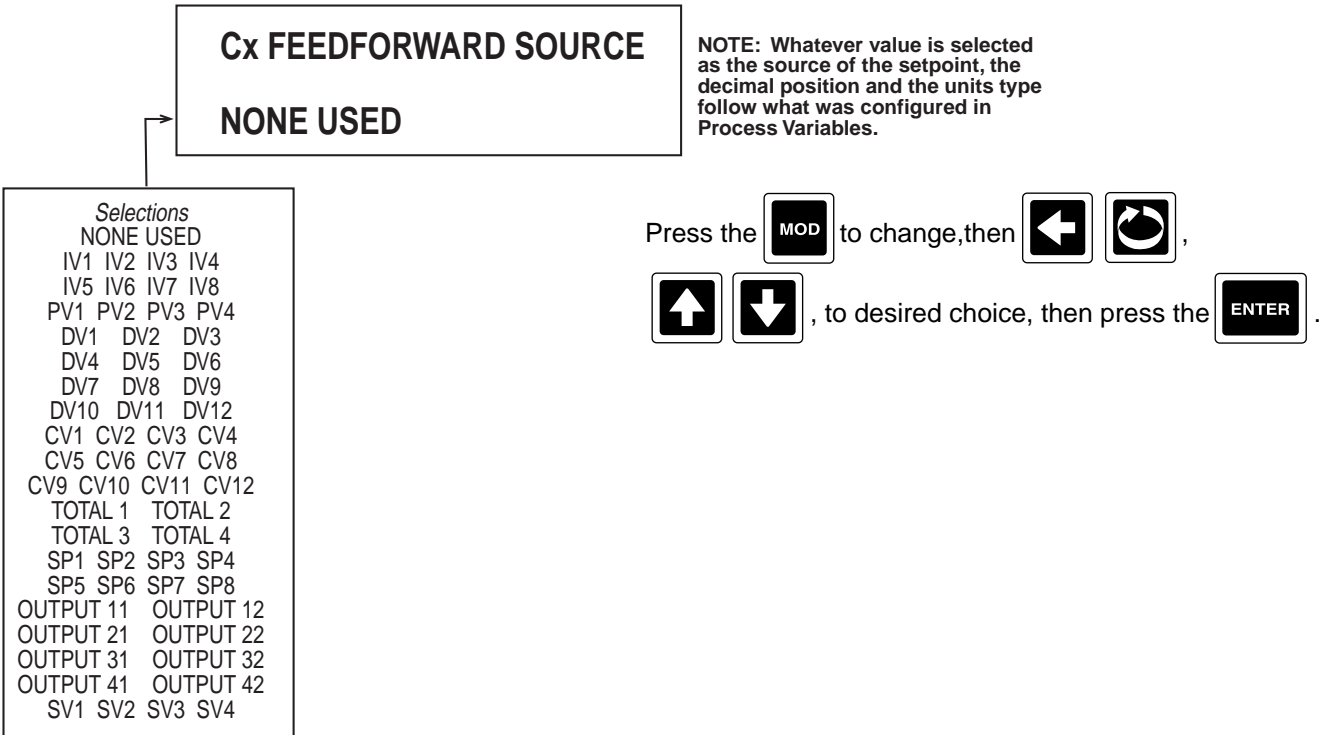 Cx FEEDFORWARD SOURCE
NONE USED
NOTE: Whatever value is selected
as the source of the setpoint, the
decimal position and the units type
follow what was configured in
Process Variables.
Selections
NONE USED
IV1 IV2 IV3 IV4
IV5 IV6 IV7 IV8
PV1 PV2 PV3 PV4
DV1 DV2 DV3
DV4 DV5 DV6
DV7 DV8 DV9
DV10 DV11 DV12
CV1 CV2 CV3 CV4
CV5 CV6 CV7 CV8
CV9 CV10 CV11 CV12
TOTAL 1 TOTAL 2
TOTAL 3 TOTAL 4
SP1 SP2 SP3 SP4
SP5 SP6 SP7 SP8
OUTPUT 11 OUTPUT 12
OUTPUT 21 OUTPUT 22
OUTPUT 31 OUTPUT 32
OUTPUT 41 OUTPUT 42
SV1 SV2 SV3 SV4
Press the MOD to change,then ,
, to desired choice, then press the ENTER .